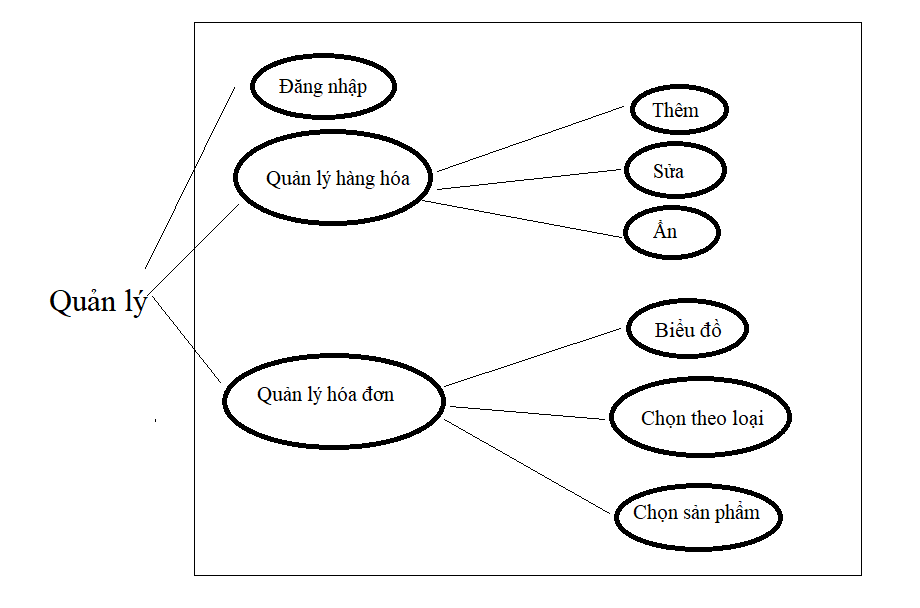 Đăng nhập
Thêm
Quản lý hàng hóa
Sửa
Ẩn
Quản lý
Biểu đồ
Quản lý hóa đơn
Chọn theo loại
Chọn sản phẩm